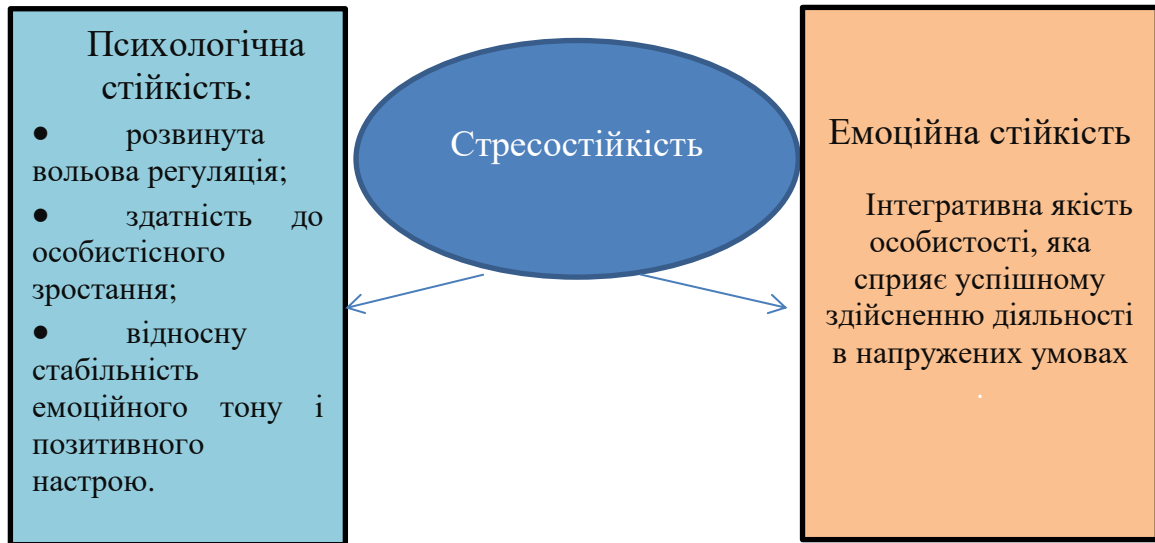 Психологічна
стійкість:
● розвинута
вольова регуляція;
● здатність до
особистісного
зростання;
● відносну
стабільність
емоційного тону і
позитивного
настрою.
Стресостійкість
Емоційна стійкість
Інтегративна якість
особистості, яка
сприяє успішному
здійсненню діяльності
в напружених умовах
.